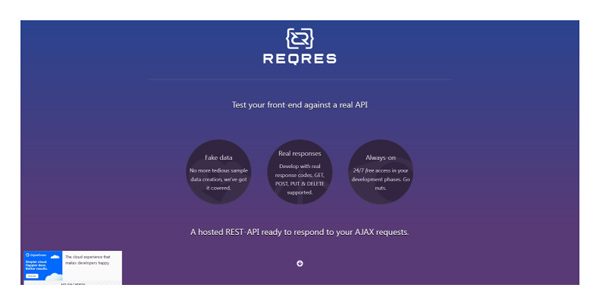 REQRES
Test your front end against a real API
Fake data
No more tedious sample
data creation, we've got
it covered.
Real responses
Develop with real
response codes. GET,
POST, PUT & DELETE
supported.
Always-on
24/7 free access in your
development phases. Go
nuts.
A hosted REST-API ready to respond to your AJAX requests.
The cloud experience that
makes developers happy.